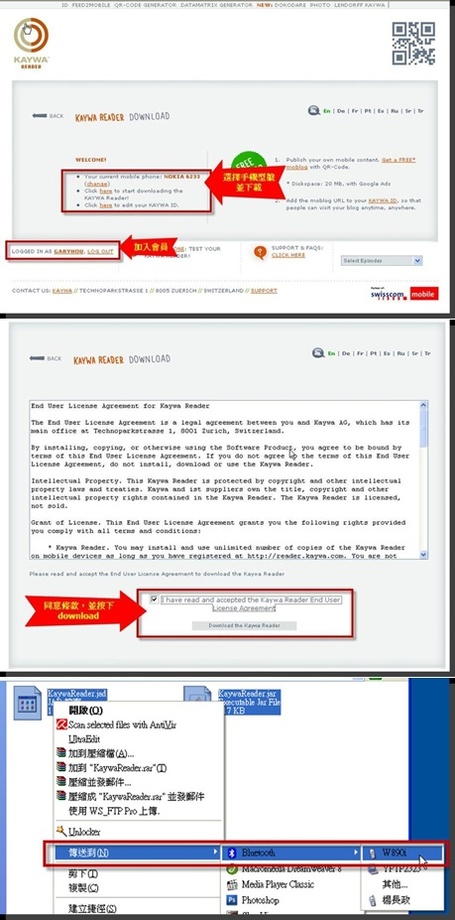 ID FEED2MOBILE QR-CODE GENERATOR DATAMATRIX GENERATOR NEW: DOKODARE PHOTO LENDORFF KAYWA
KAYWA
READER
BACK KAYWA READER DOWNLOAD En | De | Fr | Pt | Es | Ru | Sr | Tr
WELCOME!
Your current mobile phone: NOKIA 6233
(change)
Click here to start downloading the
KAYWA Reader!
Click here to edit your KAYWA ID.
FREE
選擇手機型號
並下載
1. Publish your own mobile content. Get a FREE*
moblog with QR-Code.
* Diskspace: 20 MB, with Google Ads
Add the moblog URL to your KAYWA ID, so that
people can visit your blog anytime, anywhere.
LOGGED IN AS GARYHOU, LOG OUT
加入會員
TEST YOUR
SUPPORT & FAQS:
CLICK HERE
Select Episodes
CONTACT US: KAYWA // TECHNOPARKSTRASSE 1 // 8005 ZUERICH // SWITZERLAND // SUPPORT
swisscom mobile
BACK KAYWA READER DOWNLOAD En | De | Fr | Pt | Es | Ru | Sr | Tr
End User License Agreement for Kaywa Reader
The End User License Agreement is a legal agreement between you and Kaywa AG, which has its
main office at Technoparkstrasse 1, 8001 Zurich, Switzerland.
By installing, copying, or otherwise using the Software Product, you agree to be bound by
terms of this End User License Agreement. If you do not agree to the terms of this End User
License Agreement, do not install, download or use the Kaywa Reader.
Intellectual Property. This Kaywa Reader is protected by copyright and other intellectual
property laws and treaties. Kaywa and ist suppliers own the title, copyright and other
intellectual property rights contained in the Kaywa Reader. The Kaywa Reader is licensed,
not sold.
Grant of License. This End User License Agreement grants you the following rights provided
you comply with all terms and conditions:
* Kaywa Reader. You may install and use unlimited number of copies of the Kaywa Reader
on mobile devices as long as you have registered at http://reader.kaywa.com. You are not
Please read and accept the End User License Agreement to download the Kaywa Reader
同意條款，並按下
download
I have read and accepted the Kaywa Reader End User
License Agreement
Download the Kaywa Reader
KaywaReader.jad
KaywaReader.jar
Executable Jar File
7 KB
開啟(O)
Scan selected files with AntiVir
UltraEdit
加到壓縮檔(A)...
加到 "KaywaReader.rar"(T)
壓縮並發郵件...
壓縮成 "KaywaReader.rar" 並發郵件
使用 WS_FTP Pro 上傳.
Unlocker
傳送到(N)
Bluetooth
W890i
剪下(T)
Macromedia Dreamweaver 8
複製(C)
Media Player Classic
其他...
Photoshop
楊長政
建立捷徑(S)